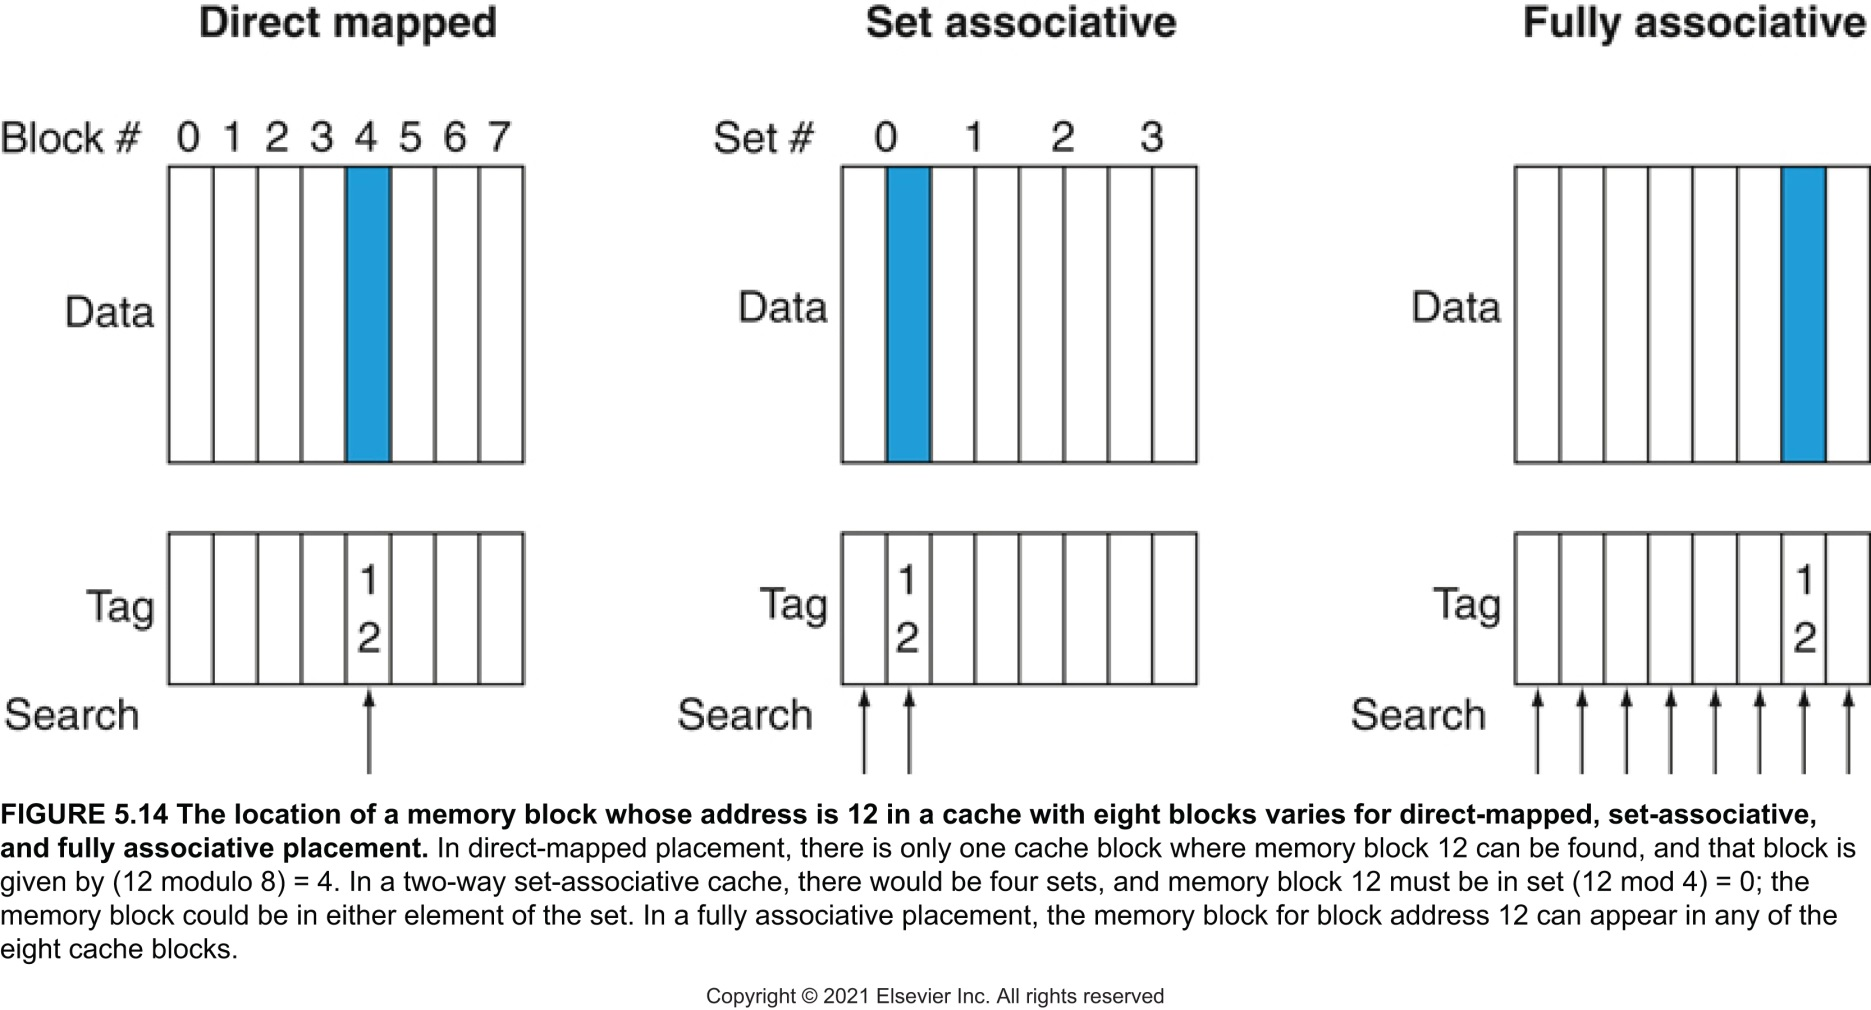 Direct mapped
Set associative
Fully associative
Block # 0 1 2 3 4 5 6 7
Set # 0 1 2 3
Data
Data
Data
Tag
1
2
Tag
1
2
Tag
1
2
Search
Search
Search
FIGURE 5.14 The location of a memory block whose address is 12 in a cache with eight blocks varies for direct-mapped, set-associative,
and fully associative placement. In direct-mapped placement, there is only one cache block where memory block 12 can be found, and that block is
given by (12 modulo 8) = 4. In a two-way set-associative cache, there would be four sets, and memory block 12 must be in set (12 mod 4) = 0; the
memory block could be in either element of the set. In a fully associative placement, the memory block for block address 12 can appear in any of the
eight cache blocks.
Copyright © 2021 Elsevier Inc. All rights reserved